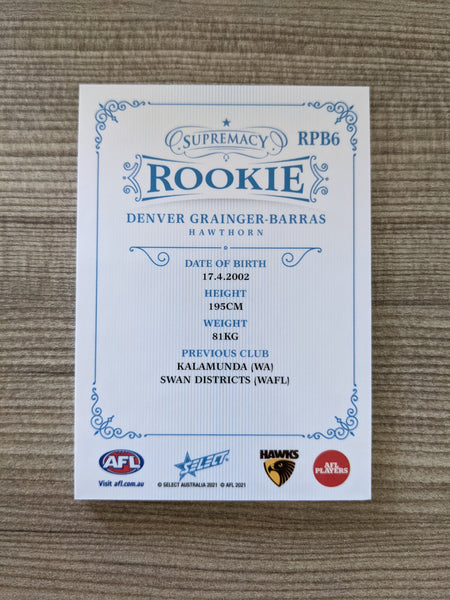 SUPREMACY
RPB6
ROOKIE
DENVER GRAINGER-BARRAS
HAWTHORN
DATE OF BIRTH
17.4.2002
HEIGHT
195CM
WEIGHT
81KG
PREVIOUS CLUB
KALAMUNDA (WA)
SWAN DISTRICTS (WAFL)
AFL
Visit afl.com.au
SELECT
© SELECT AUSTRALIA 2021 © AFL 2021
HAWKS
AFL
PLAYERS